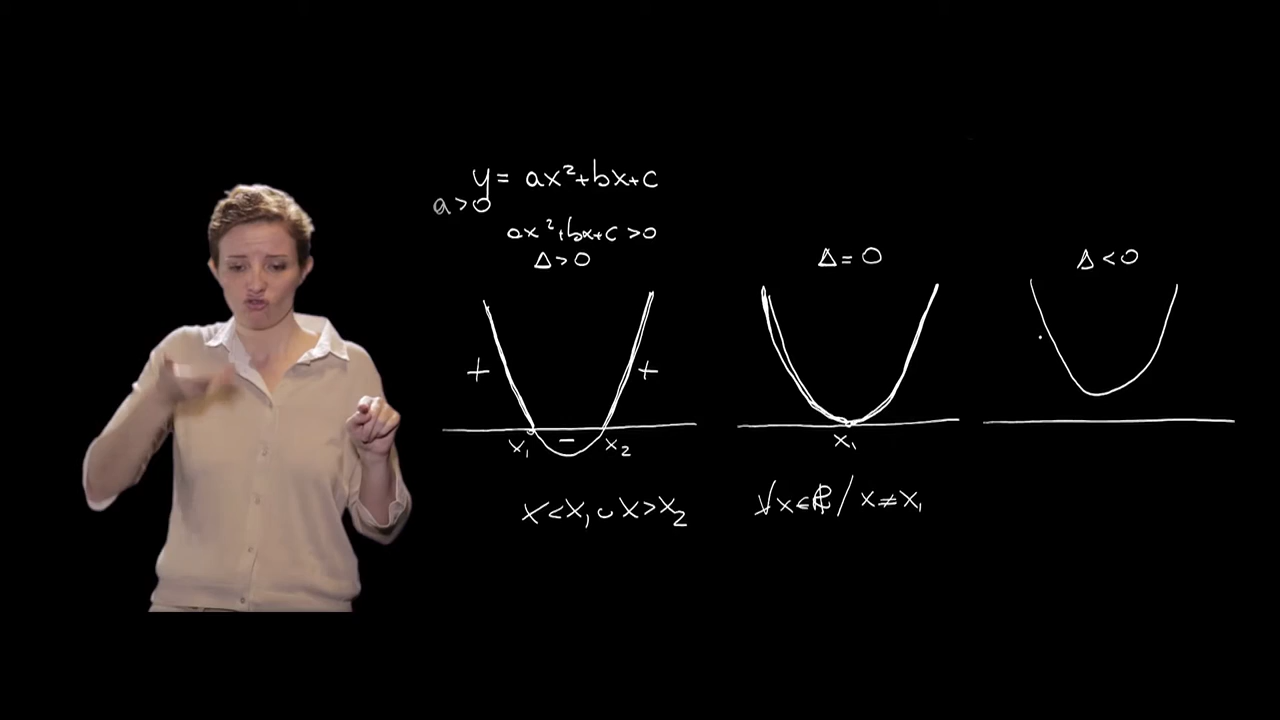 y = ax²+bx+c
a>0
ax²+bx+c >0
Δ>0
+ +
x₁ − x₂
x<x₁ ∪ x>x₂
Δ=0
x₁
∀x∈ℝ / x≠x₁
Δ<0